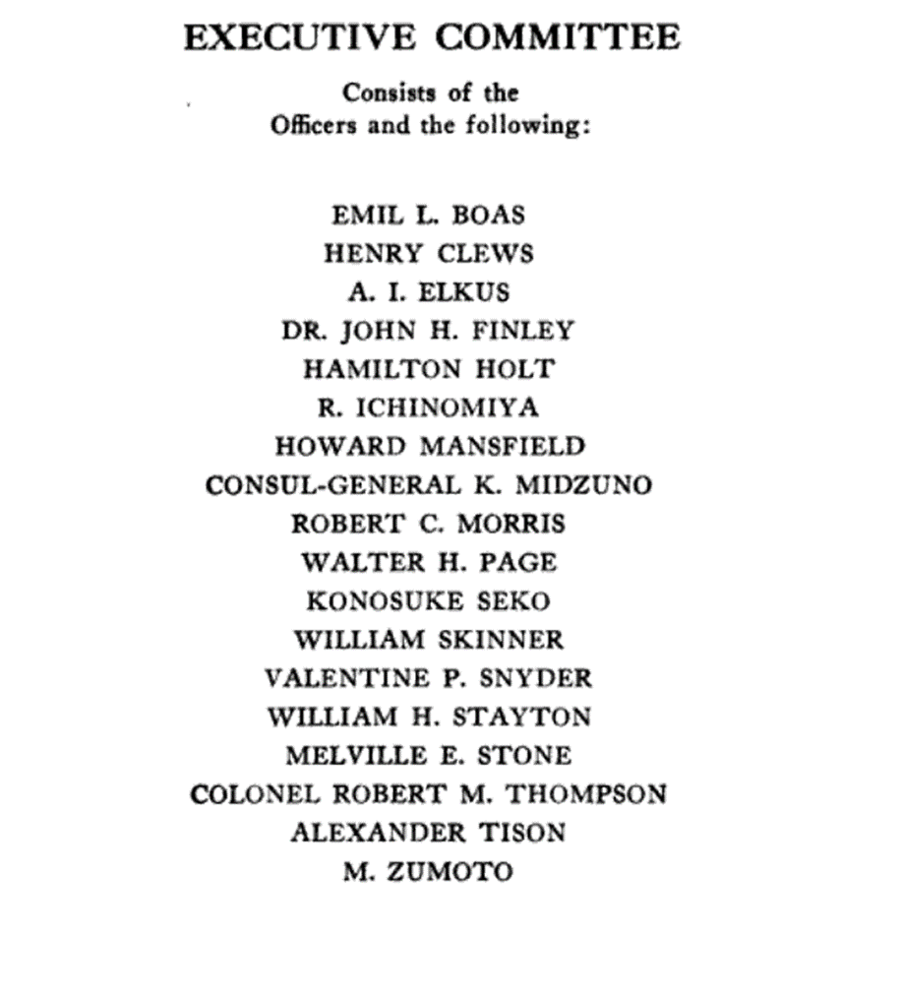 EXECUTIVE COMMITTEE
Consists of the
Officers and the following:
EMIL L. BOAS
HENRY CLEWS
A. I. ELKUS
DR. JOHN H. FINLEY
HAMILTON HOLT
R. ICHINOMIYA
HOWARD MANSFIELD
CONSUL-GENERAL K. MIDZUNO
ROBERT C. MORRIS
WALTER H. PAGE
KONOSUKE SEKO
WILLIAM SKINNER
VALENTINE P. SNYDER
WILLIAM H. STAYTON
MELVILLE E. STONE
COLONEL ROBERT M. THOMPSON
ALEXANDER TISON
M. ZUMOTO